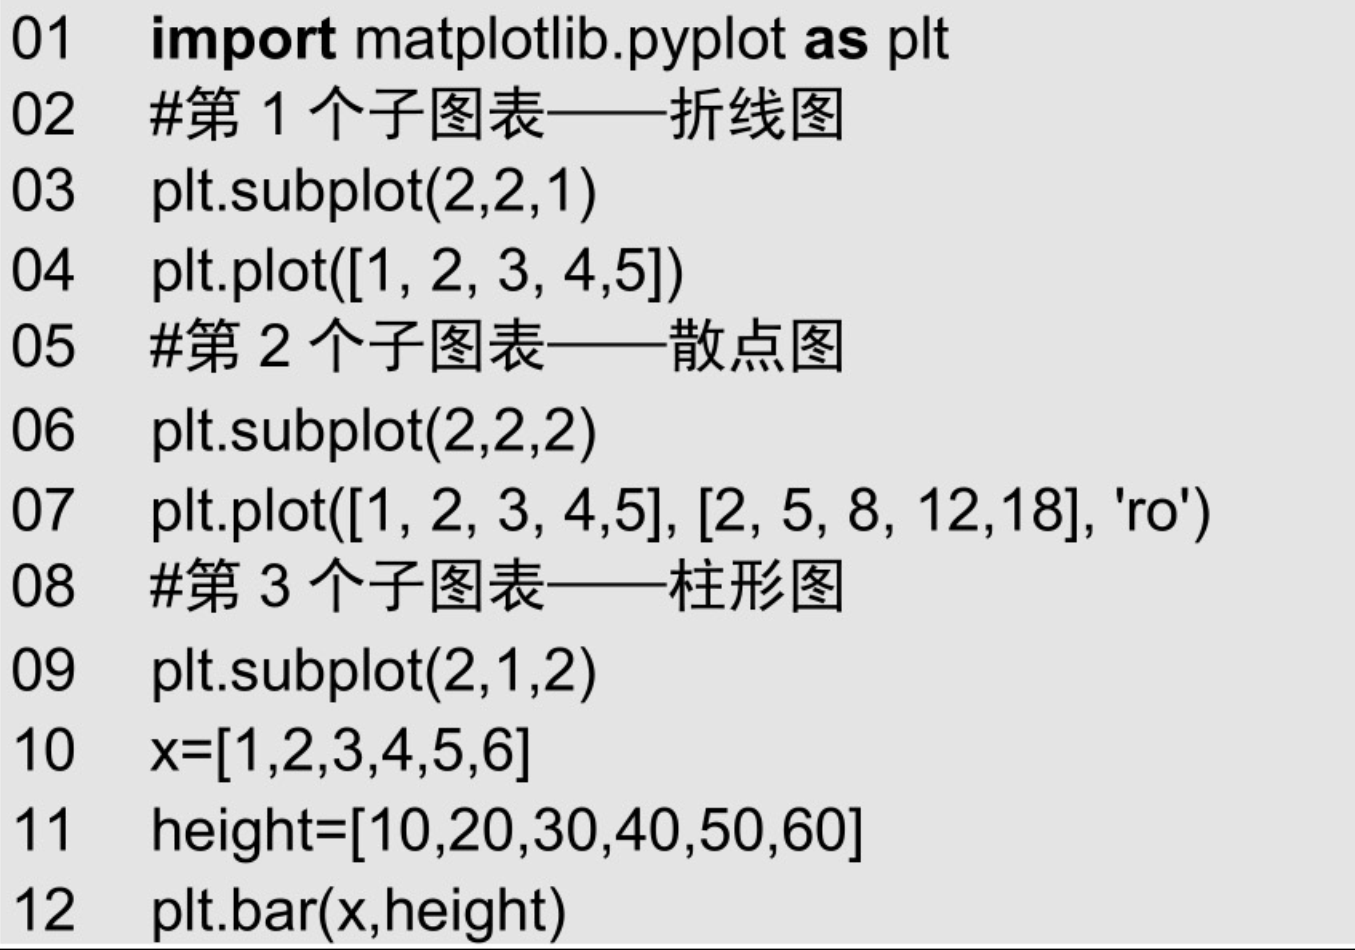 01 import matplotlib.pyplot as plt
02 #第 1 个子图表——折线图
03 plt.subplot(2,2,1)
04 plt.plot([1, 2, 3, 4,5])
05 #第 2 个子图表——散点图
06 plt.subplot(2,2,2)
07 plt.plot([1, 2, 3, 4,5], [2, 5, 8, 12,18], 'ro')
08 #第 3 个子图表——柱形图
09 plt.subplot(2,1,2)
10 x=[1,2,3,4,5,6]
11 height=[10,20,30,40,50,60]
12 plt.bar(x,height)